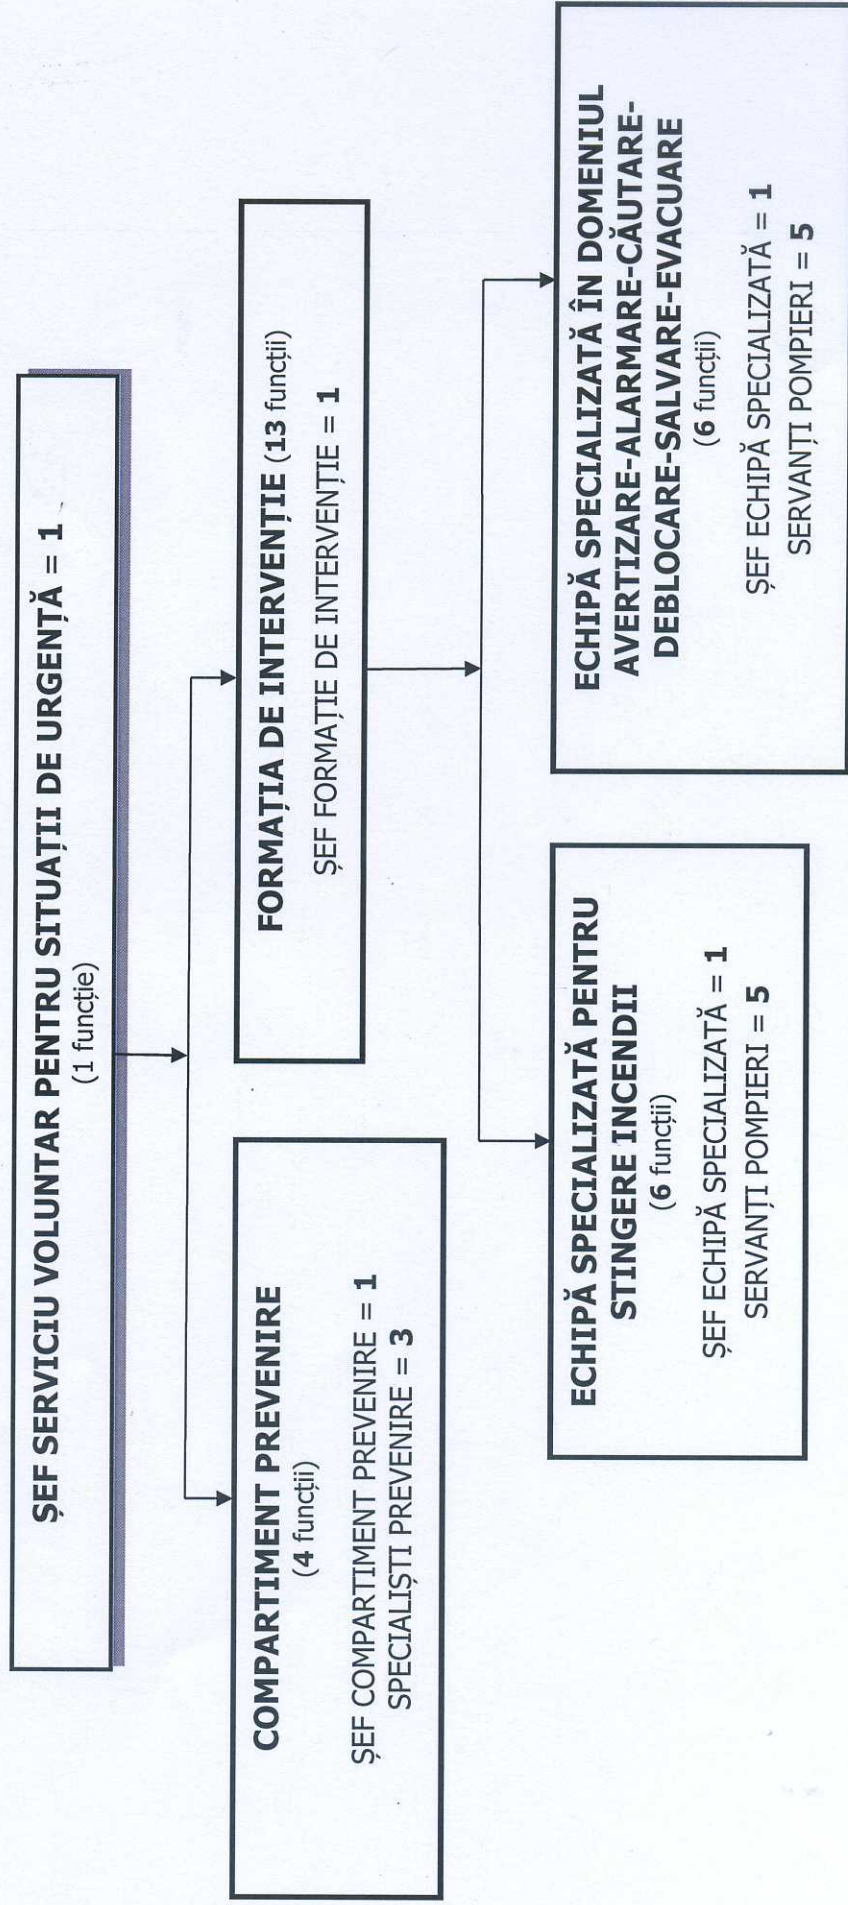 ȘEF SERVICIU VOLUNTAR PENTRU SITUAȚII DE URGENȚĂ = 1
(1 funcție)
COMPARTIMENT PREVENIRE
(4 funcții)
ȘEF COMPARTIMENT PREVENIRE = 1
SPECIALIȘTI PREVENIRE = 3
FORMAȚIA DE INTERVENȚIE (13 funcții)
ȘEF FORMAȚIE DE INTERVENȚIE = 1
ECHIPĂ SPECIALIZATĂ PENTRU
STINGERE INCENDII
(6 funcții)
ȘEF ECHIPĂ SPECIALIZATĂ = 1
SERVANȚI POMPIERI = 5
ECHIPĂ SPECIALIZATĂ ÎN DOMENIUL
AVERTIZARE-ALARMARE-CĂUTARE-
DEBLOCARE-SALVARE-EVACUARE
(6 funcții)
ȘEF ECHIPĂ SPECIALIZATĂ = 1
SERVANȚI POMPIERI = 5